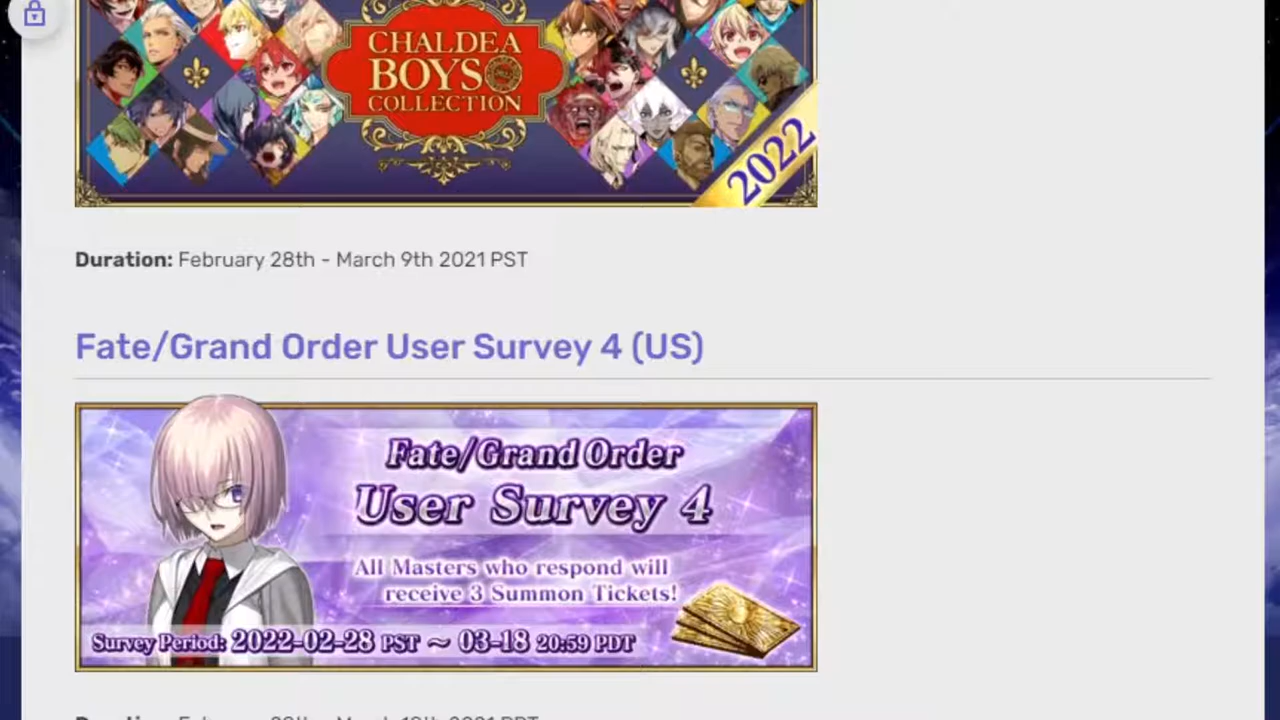 CHALDEA
BOYS
COLLECTION
2022
Duration: February 28th - March 9th 2021 PST
Fate/Grand Order User Survey 4 (US)
Fate/Grand Order
User Survey 4
All Masters who respond will
receive 3 Summon Tickets!
Survey Period: 2022-02-28 PST ~ 03-18 20:59 PDT